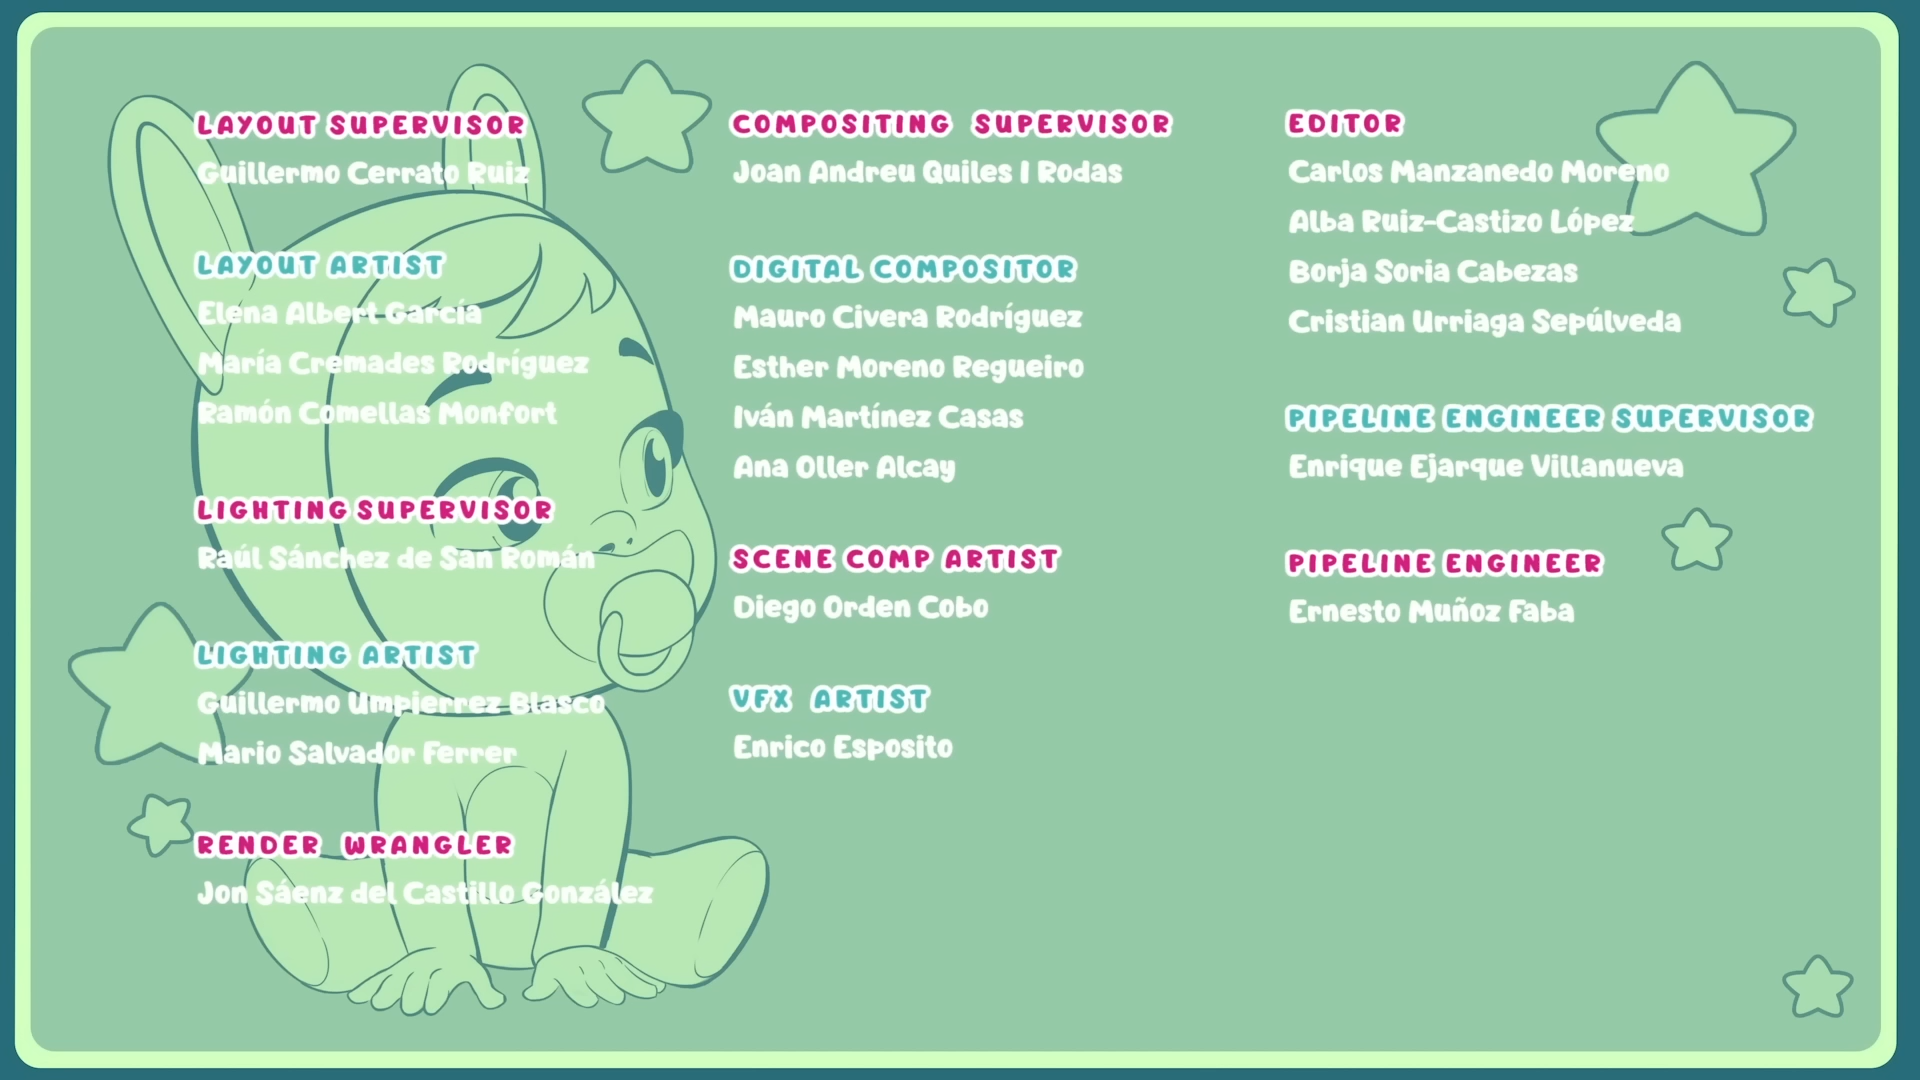 LAYOUT SUPERVISOR
Guillermo Cerrato Ruiz
LAYOUT ARTIST
Elena Albert García
María Cremades Rodríguez
Ramón Comellas Monfort
LIGHTING SUPERVISOR
Raúl Sánchez de San Román
LIGHTING ARTIST
Guillermo Umpierrez Blasco
Mario Salvador Ferrer
RENDER WRANGLER
Jon Sáenz del Castillo González
COMPOSITING SUPERVISOR
Joan Andreu Quiles I Rodas
DIGITAL COMPOSITOR
Mauro Civera Rodríguez
Esther Moreno Regueiro
Iván Martínez Casas
Ana Oller Alcay
SCENE COMP ARTIST
Diego Orden Cobo
VFX ARTIST
Enrico Esposito
EDITOR
Carlos Manzanedo Moreno
Alba Ruiz-Castizo López
Borja Soria Cabezas
Cristian Urriaga Sepúlveda
PIPELINE ENGINEER SUPERVISOR
Enrique Ejarque Villanueva
PIPELINE ENGINEER
Ernesto Muñoz Faba